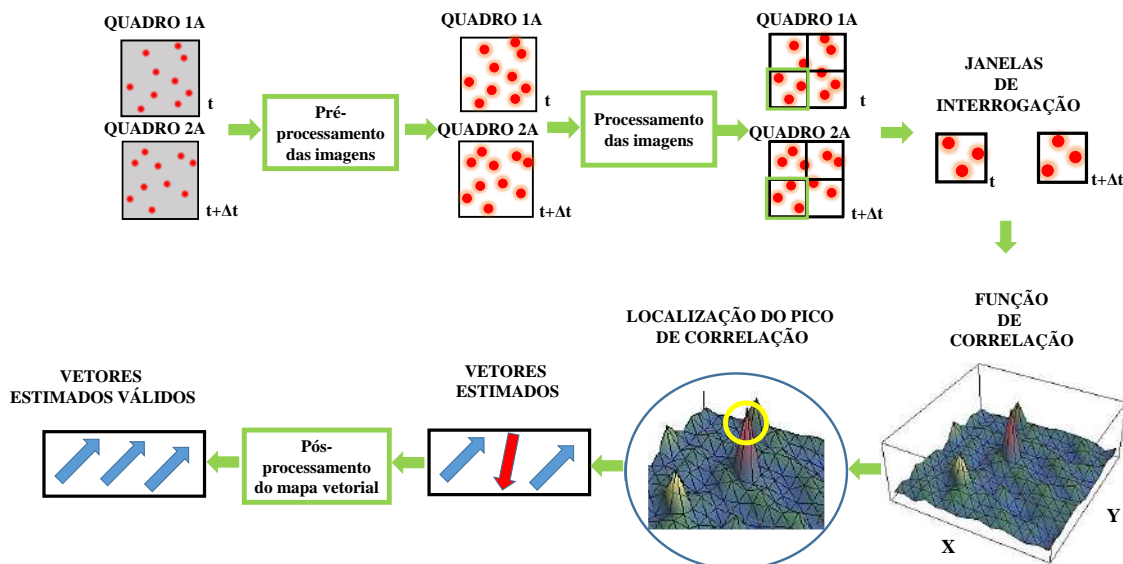 QUADRO 1A
t
QUADRO 2A
t+Δt
Pré-
processamento
das imagens
QUADRO 1A
t
QUADRO 2A
t+Δt
Processamento
das imagens
QUADRO 1A
t
QUADRO 2A
t+Δt
JANELAS
DE
INTERROGAÇÃO
t
t+Δt
FUNÇÃO
DE
CORRELAÇÃO
X
Y
LOCALIZAÇÃO DO PICO
DE CORRELAÇÃO
VETORES
ESTIMADOS
Pós-
processamento
do mapa vetorial
VETORES
ESTIMADOS VÁLIDOS